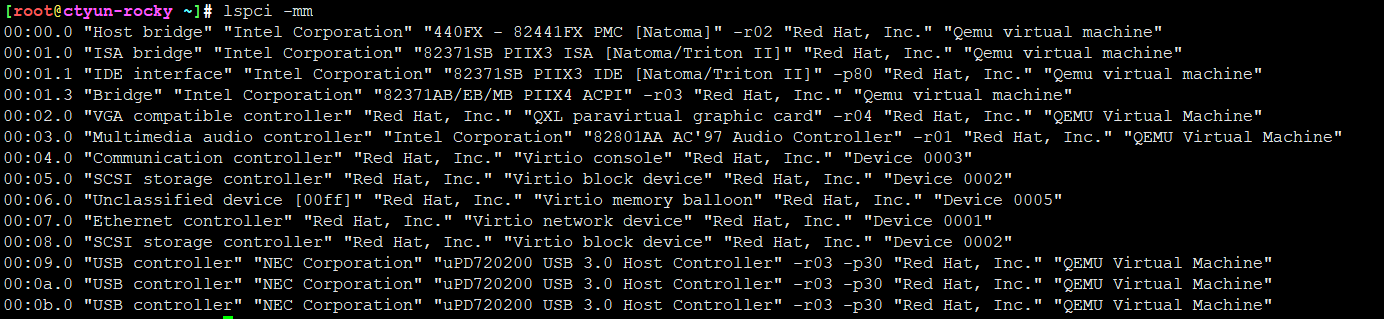 [root@ctyun-rocky ~]# lspci -mm
00:00.0 "Host bridge" "Intel Corporation" "440FX - 82441FX PMC [Natoma]" -r02 "Red Hat, Inc." "Qemu virtual machine"
00:01.0 "ISA bridge" "Intel Corporation" "82371SB PIIX3 ISA [Natoma/Triton II]" "Red Hat, Inc." "Qemu virtual machine"
00:01.1 "IDE interface" "Intel Corporation" "82371SB PIIX3 IDE [Natoma/Triton II]" -p80 "Red Hat, Inc." "Qemu virtual machine"
00:01.3 "Bridge" "Intel Corporation" "82371AB/EB/MB PIIX4 ACPI" -r03 "Red Hat, Inc." "Qemu virtual machine"
00:02.0 "VGA compatible controller" "Red Hat, Inc." "QXL paravirtual graphic card" -r04 "Red Hat, Inc." "QEMU Virtual Machine"
00:03.0 "Multimedia audio controller" "Intel Corporation" "82801AA AC'97 Audio Controller" -r01 "Red Hat, Inc." "QEMU Virtual Machine"
00:04.0 "Communication controller" "Red Hat, Inc." "Virtio console" "Red Hat, Inc." "Device 0003"
00:05.0 "SCSI storage controller" "Red Hat, Inc." "Virtio block device" "Red Hat, Inc." "Device 0002"
00:06.0 "Unclassified device [00ff]" "Red Hat, Inc." "Virtio memory balloon" "Red Hat, Inc." "Device 0005"
00:07.0 "Ethernet controller" "Red Hat, Inc." "Virtio network device" "Red Hat, Inc." "Device 0001"
00:08.0 "SCSI storage controller" "Red Hat, Inc." "Virtio block device" "Red Hat, Inc." "Device 0002"
00:09.0 "USB controller" "NEC Corporation" "uPD720200 USB 3.0 Host Controller" -r03 -p30 "Red Hat, Inc." "QEMU Virtual Machine"
00:0a.0 "USB controller" "NEC Corporation" "uPD720200 USB 3.0 Host Controller" -r03 -p30 "Red Hat, Inc." "QEMU Virtual Machine"
00:0b.0 "USB controller" "NEC Corporation" "uPD720200 USB 3.0 Host Controller" -r03 -p30 "Red Hat, Inc." "QEMU Virtual Machine"